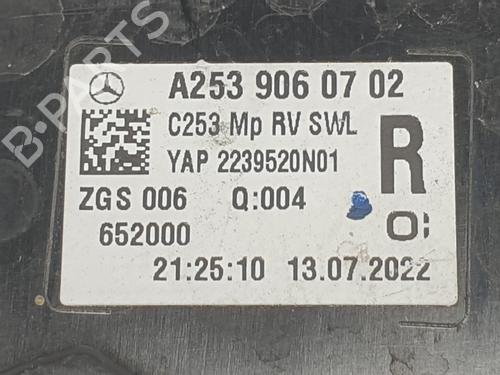 A253 906 07 02
C253 Mp RV SWL
YAP 2239520N01
R
ZGS 006 Q:004
652000
21:25:10 13.07.2022